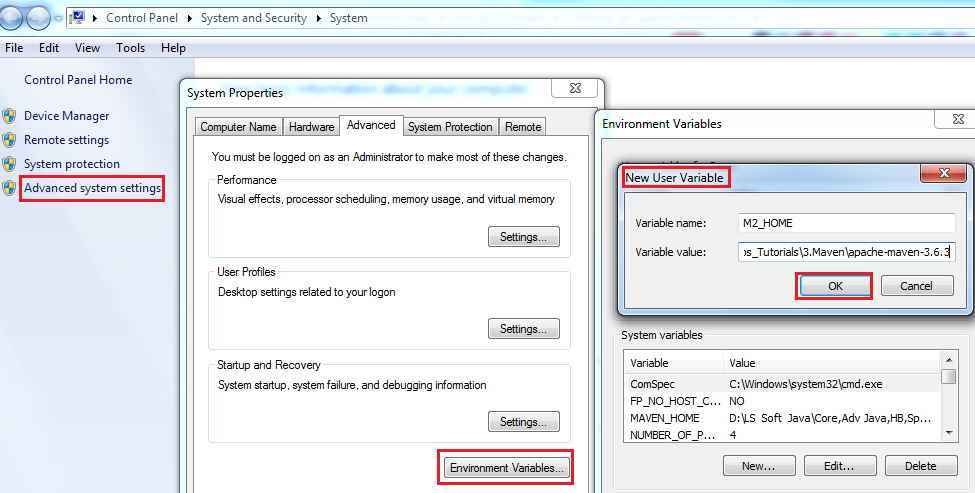 Control Panel System and Security System
File Edit View Tools Help
Control Panel Home
Device Manager
Remote settings
System protection
Advanced system settings
System Properties
Computer Name Hardware Advanced System Protection Remote
You must be logged on as an Administrator to make most of these changes.
Performance
Visual effects, processor scheduling, memory usage, and virtual memory
Settings...
User Profiles
Desktop settings related to your logon
Settings...
Startup and Recovery
System startup, system failure, and debugging information
Settings...
Environment Variables...
Environment Variables
New User Variable
Variable name: M2_HOME
Variable value: os_Tutorials\3.Maven\apache-maven-3.6.3
OK Cancel
System variables
Variable Value
ComSpec C:\Windows\system32\cmd.exe
FP_NO_HOST_C... NO
MAVEN_HOME D:\LS Soft Java\Core,Adv Java,HB,Sp...
NUMBER_OF_P... 4
New... Edit... Delete